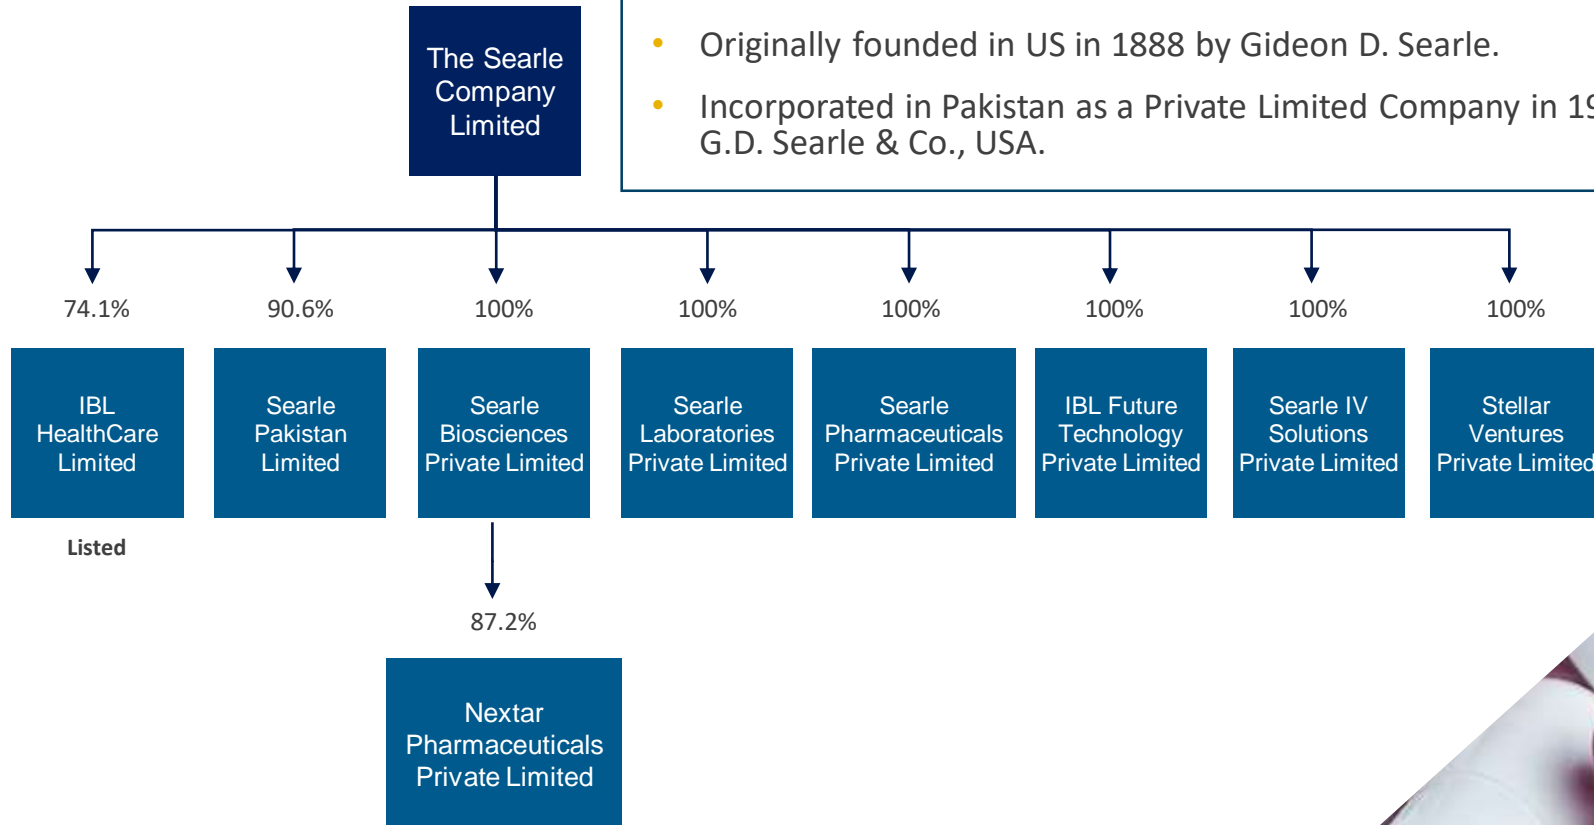 The Searle
Company
Limited
• Originally founded in US in 1888 by Gideon D. Searle.
• Incorporated in Pakistan as a Private Limited Company in
G.D. Searle & Co., USA.
74.1%
90.6%
100%
100%
100%
100%
100%
100%
IBL
HealthCare
Limited
Searle
Pakistan
Limited
Searle
Biosciences
Private Limited
Searle
Laboratories
Private Limited
Searle
Pharmaceuticals
Private Limited
IBL Future
Technology
Private Limited
Searle IV
Solutions
Private Limited
Stellar
Ventures
Private Limited
Listed
87.2%
Nextar
Pharmaceuticals
Private Limited